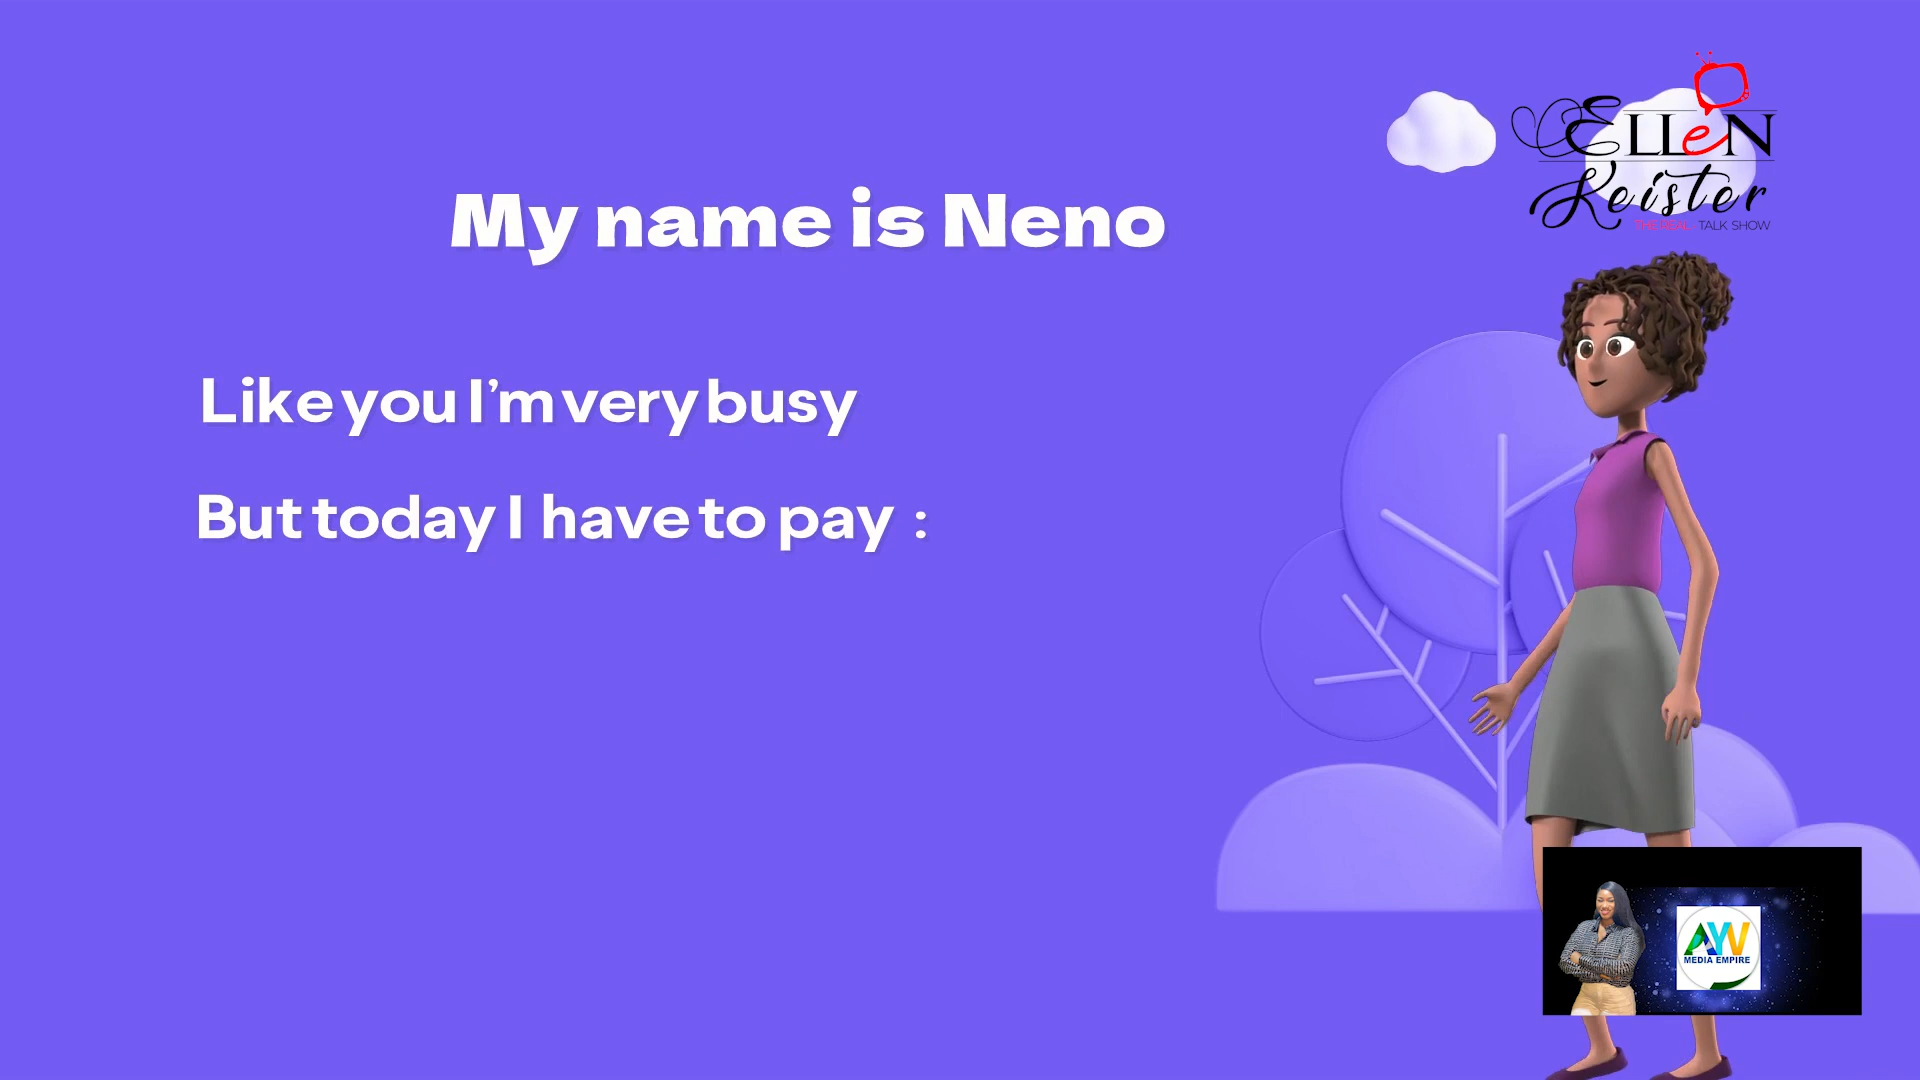 ELLeN
Keister
THE REAL - TALK SHOW
My name is Neno
Like you I'm very busy
But today I have to pay :
AYV
MEDIA EMPIRE